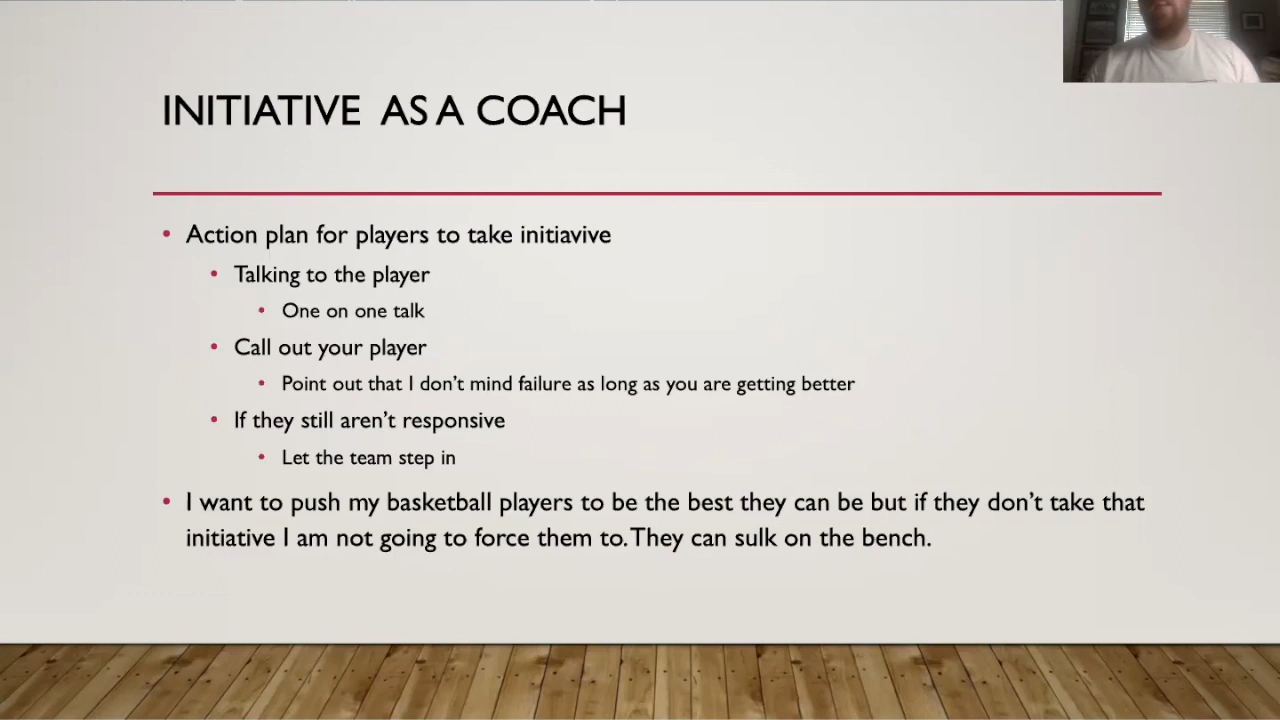 INITIATIVE AS A COACH
• Action plan for players to take initiavive
• Talking to the player
• One on one talk
• Call out your player
• Point out that I don't mind failure as long as you are getting better
• If they still aren't responsive
• Let the team step in
• I want to push my basketball players to be the best they can be but if they don't take that
initiative I am not going to force them to. They can sulk on the bench.